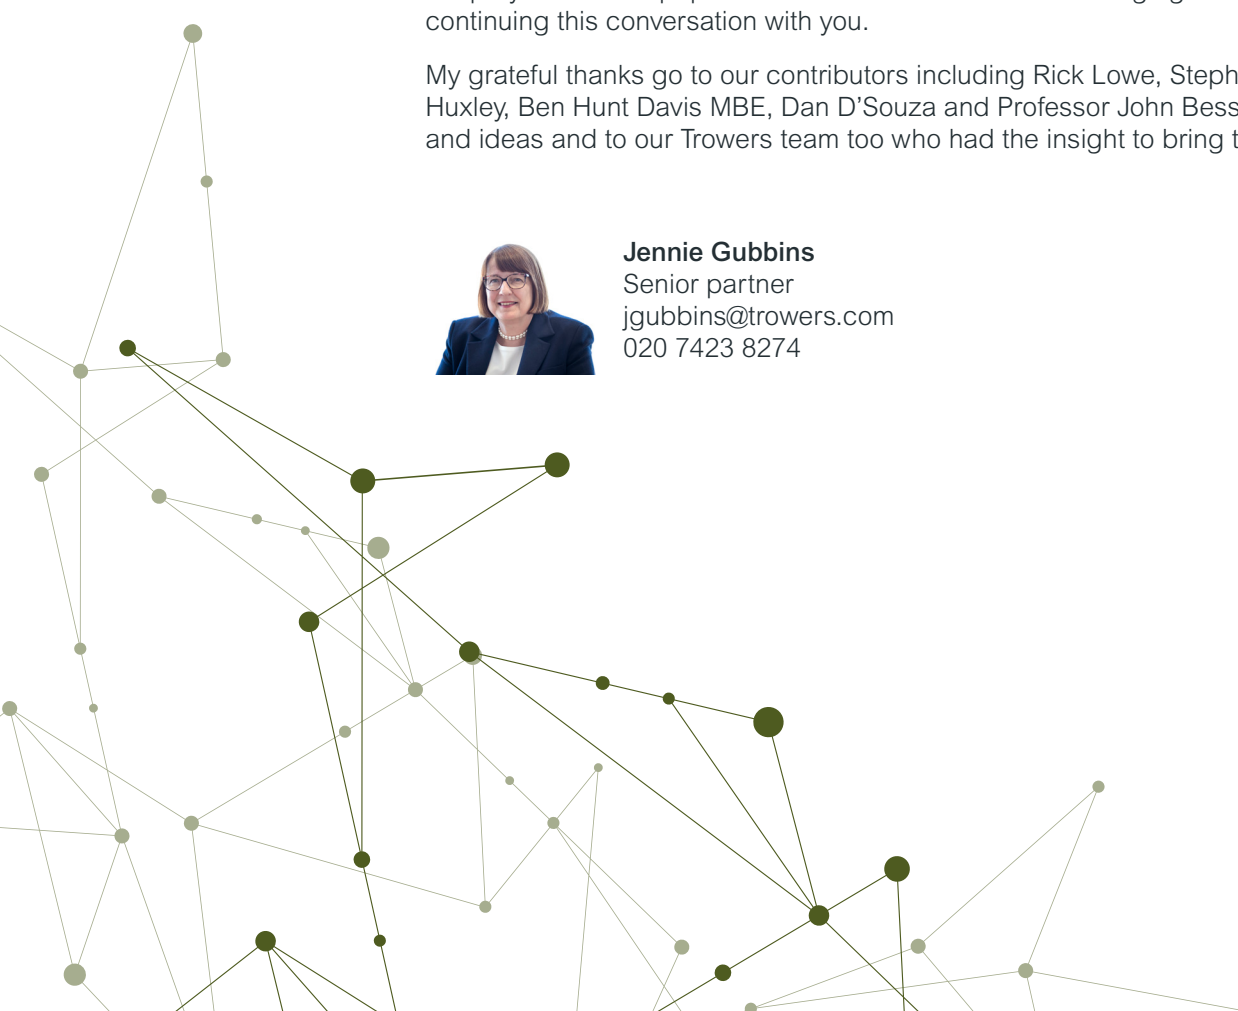 continuing this conversation with you.
My grateful thanks go to our contributors including Rick Lowe, Steph
Huxley, Ben Hunt Davis MBE, Dan D’Souza and Professor John Bess
and ideas and to our Trowers team too who had the insight to bring t
Jennie Gubbins
Senior partner
jgubbins@trowers.com
020 7423 8274